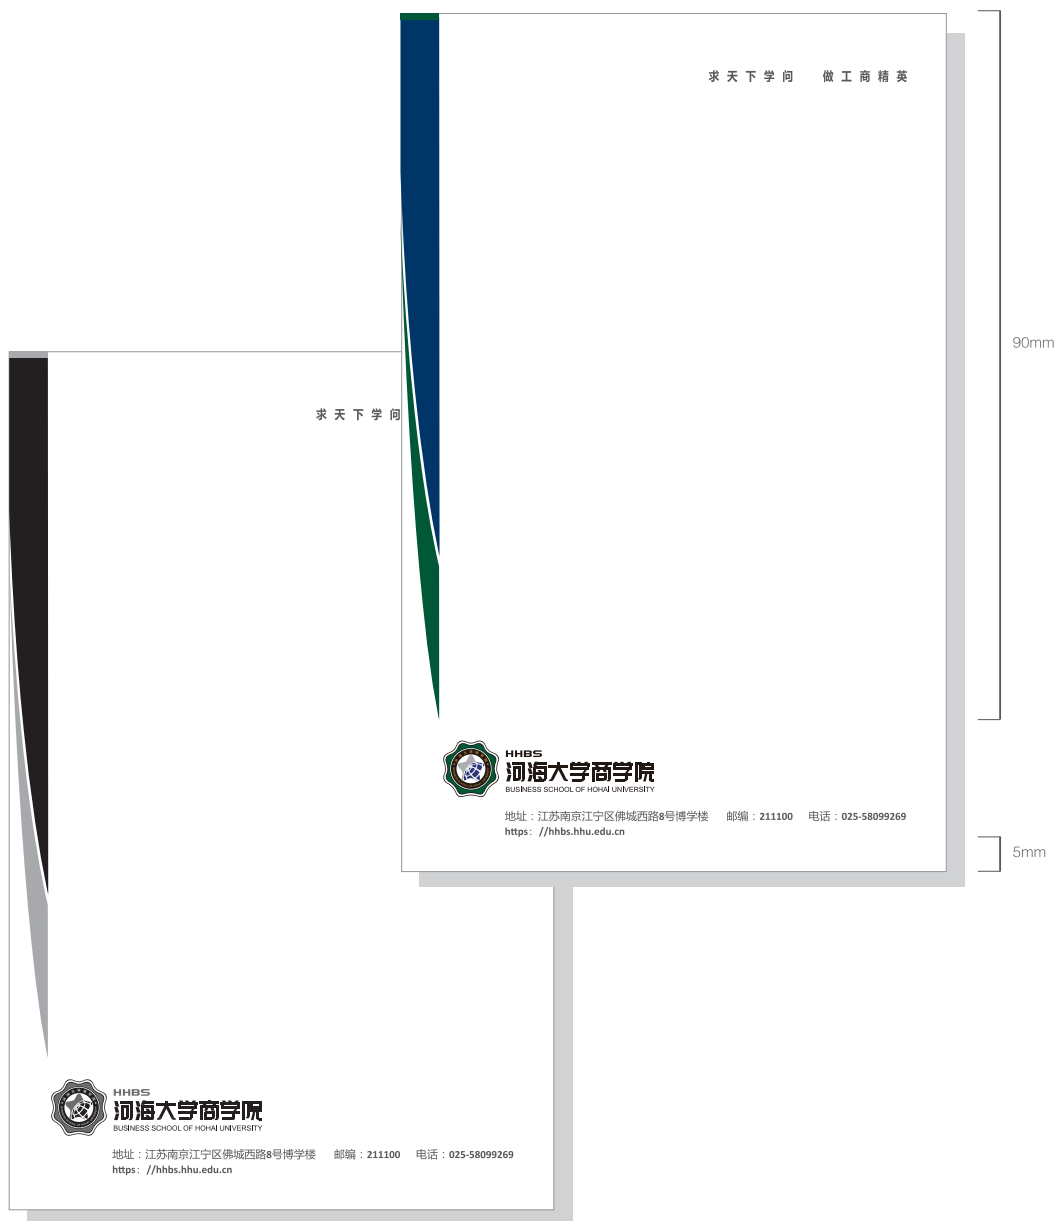 求天下学问 做工商精英
90mm
求天下学问
HHBS
河海大学商学院
BUSINESS SCHOOL OF HOHAI UNIVERSITY
地址：江苏南京江宁区佛城西路8号博学楼 邮编：211100 电话：025-58099269
https: //hhbs.hhu.edu.cn
5mm
HHBS
河海大学商学院
BUSINESS SCHOOL OF HOHAI UNIVERSITY
地址：江苏南京江宁区佛城西路8号博学楼 邮编：211100 电话：025-58099269
https: //hhbs.hhu.edu.cn